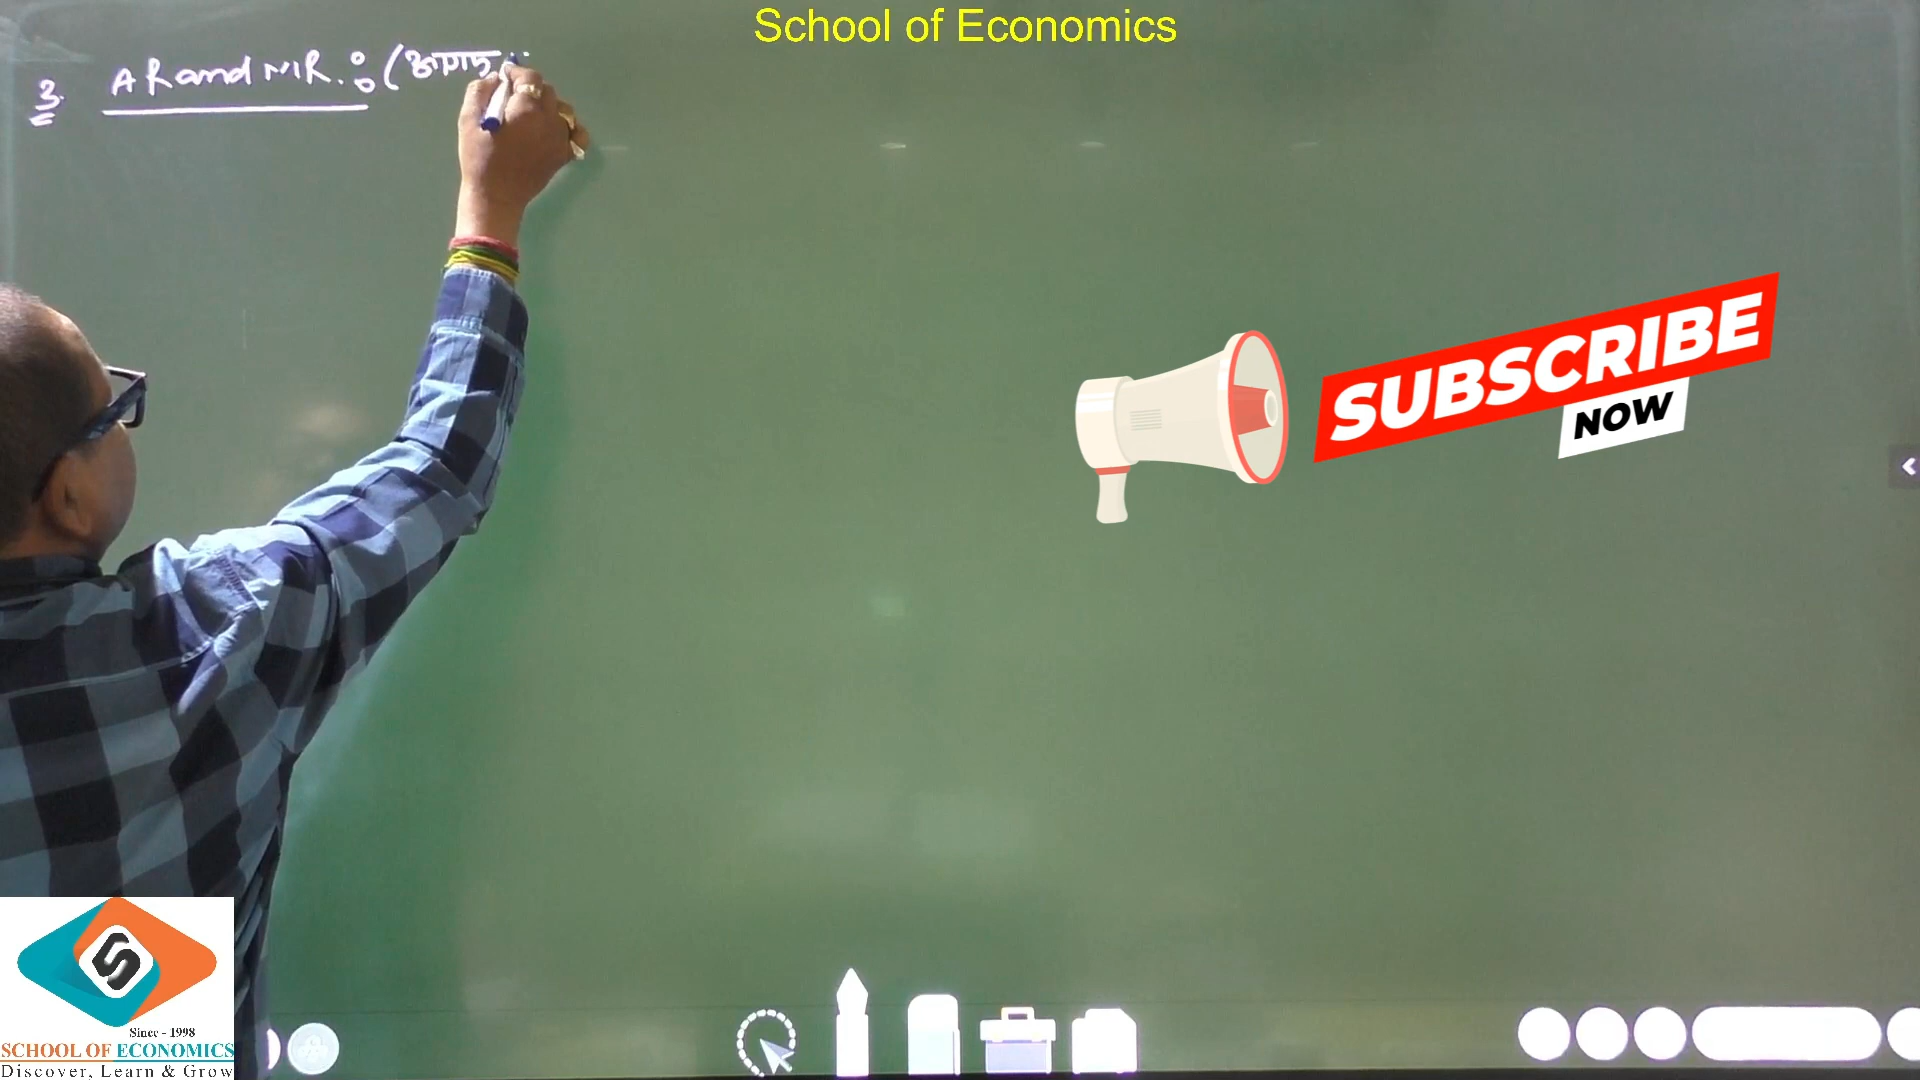 School of Economics
3. AR and MR. : (
SUBSCRIBE
NOW
S
Since - 1998
SCHOOL OF ECONOMICS
Discover, Learn & Grow